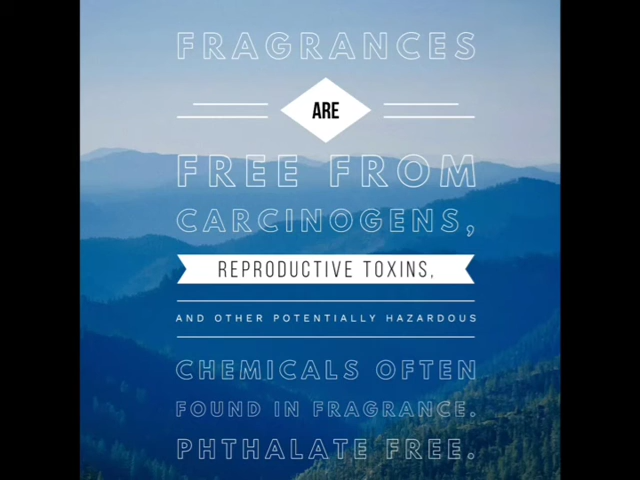 FRAGRANCES
ARE
FREE FROM
CARCINOGENS,
REPRODUCTIVE TOXINS,
AND OTHER POTENTIALLY HAZARDOUS
CHEMICALS OFTEN
FOUND IN FRAGRANCE.
PHTHALATE FREE.